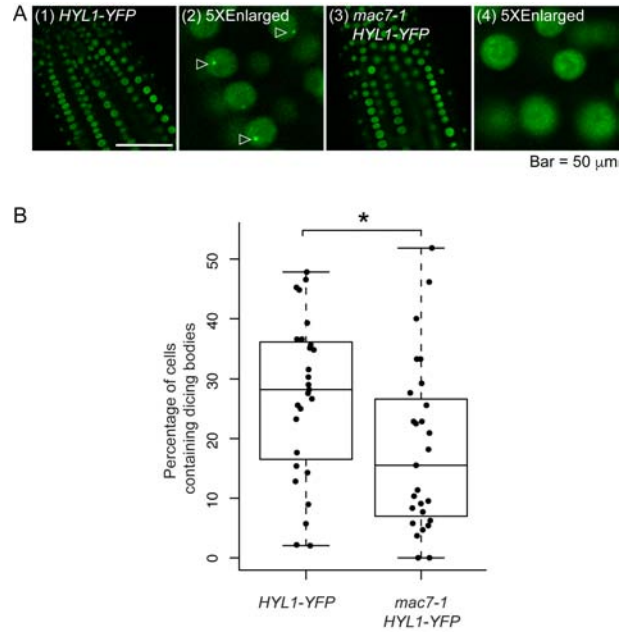 A
(1) HYL1-YFP
(2) 5XEnlarged
(3) mac7-1
HYL1-YFP
(4) 5XEnlarged
Bar = 50 μm
B
*
Percentage of cells
containing dicing bodies
50
40
30
20
10
0
HYL1-YFP
mac7-1
HYL1-YFP